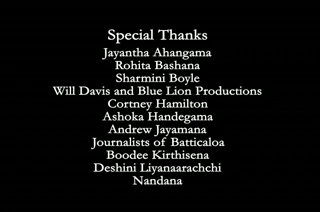 Special Thanks
Jayantha Ahangama
Rohita Bashana
Sharmini Boyle
Will Davis and Blue Lion Productions
Cortney Hamilton
Ashoka Handegama
Andrew Jayamana
Journalists of Batticaloa
Boodee Kirthisena
Deshini Liyanaarachchi
Nandana